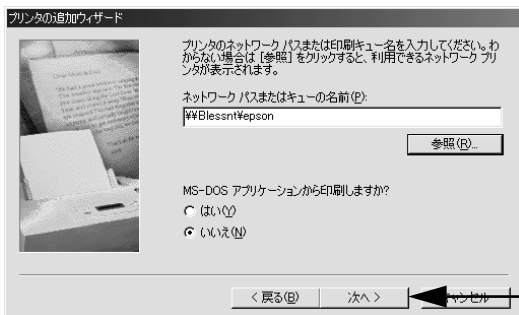 プリンタの追加ウィザード
プリンタのネットワーク パスまたは印刷キュー名を入力してください。わ
からない場合は [参照] をクリックすると、利用できるネットワーク プリ
ンタが表示されます。
ネットワーク パスまたはキューの名前(P):
¥¥Blessnt¥epson
参照(R)...
MS-DOS アプリケーションから印刷しますか?
はい(Y)
いいえ(N)
< 戻る(B)
次へ >
キャンセル